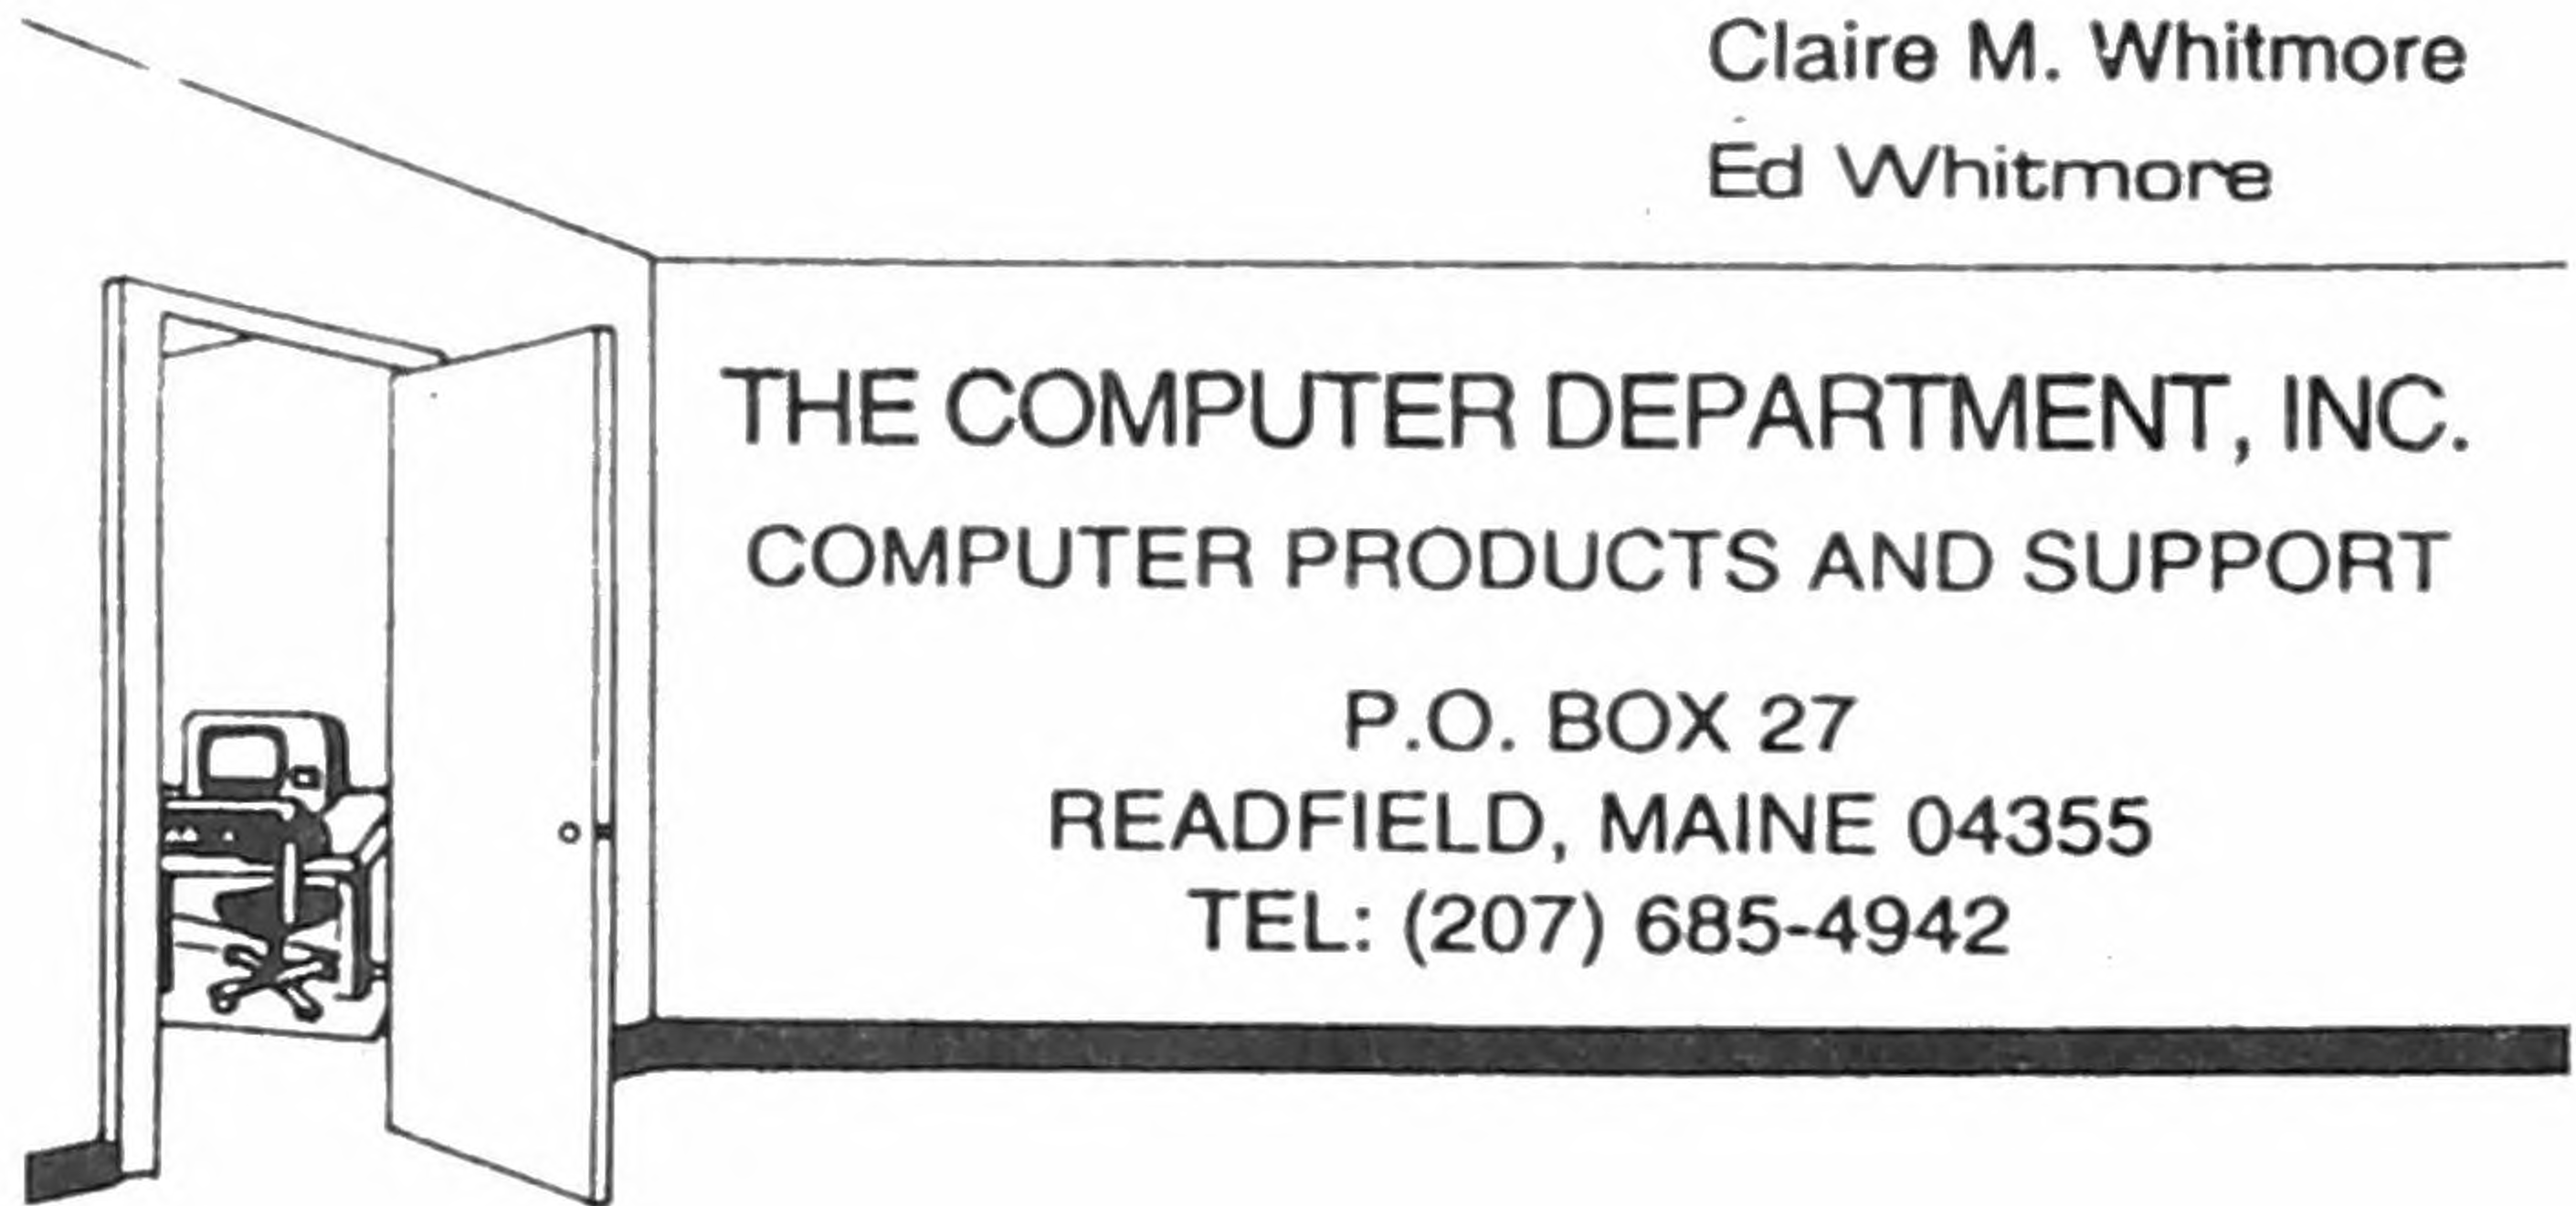 Claire M. Whitmore
Ed Whitmore
THE COMPUTER DEPARTMENT, INC.
COMPUTER PRODUCTS AND SUPPORT
P.O. BOX 27
READFIELD, MAINE 04355
TEL: (207) 685-4942